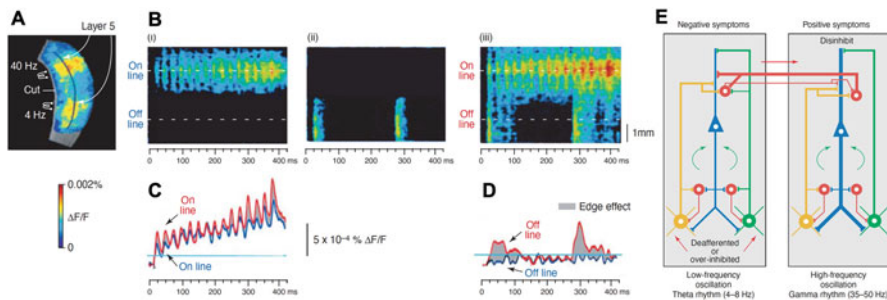 A
Layer 5
40 Hz
Cut
4 Hz
0.002%
ΔF/F
0
B
(i)
(ii)
(iii)
On
line
Off
line
On
line
Off
line
1mm
0 100 200 300 400 ms
0 100 200 300 400 ms
0 100 200 300 400 ms
C
On
line
On line
5 x 10⁻⁴ % ΔF/F
0 100 200 300 400 ms
D
Edge effect
Off
line
Off line
0 100 200 300 400 ms
E
Negative symptoms
Positive symptoms
Disinhibit
Deafferented
or
over-inhibited
Low-frequency
oscillation
Theta rhythm (4–8 Hz)
High-frequency
oscillation
Gamma rhythm (35–50 Hz)